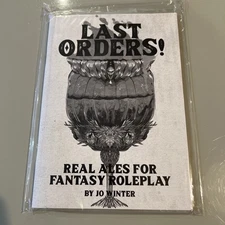 LAST
ORDERS!
REAL ALES FOR
FANTASY ROLEPLAY
BY JO WINTER